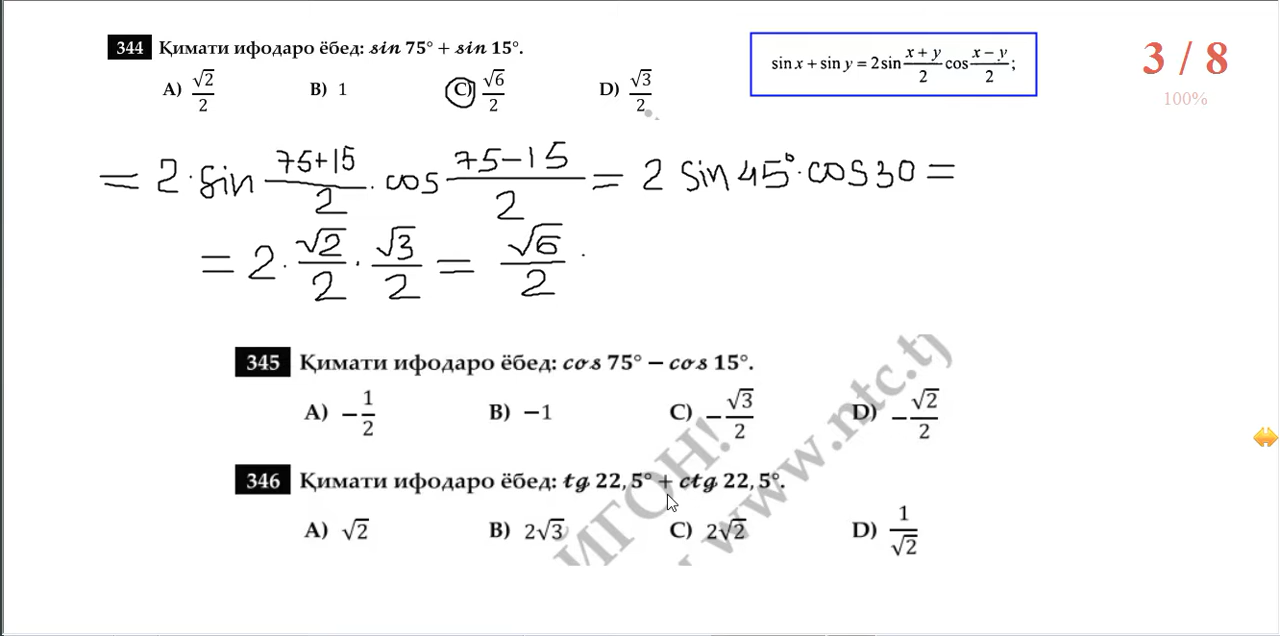 344 Қимати ифодаро ёбед: sin 75° + sin 15°.
A) √2/2 B) 1 C) √6/2 D) √3/2
sin x + sin y = 2 sin (x + y)/2 cos (x − y)/2;
3 / 8
100%
= 2 · sin (75+15)/2 · cos (75−15)/2 = 2 sin 45° · cos 30 =
= 2 · √2/2 · √3/2 = √6/2 ·
345 Қимати ифодаро ёбед: cos 75° − cos 15°.
A) −1/2 B) −1 C) −√3/2 D) −√2/2
346 Қимати ифодаро ёбед: tg 22,5° + ctg 22,5°.
A) √2 B) 2√3 C) 2√2 D) 1/√2
ЙГОН!
www.ntc.tj